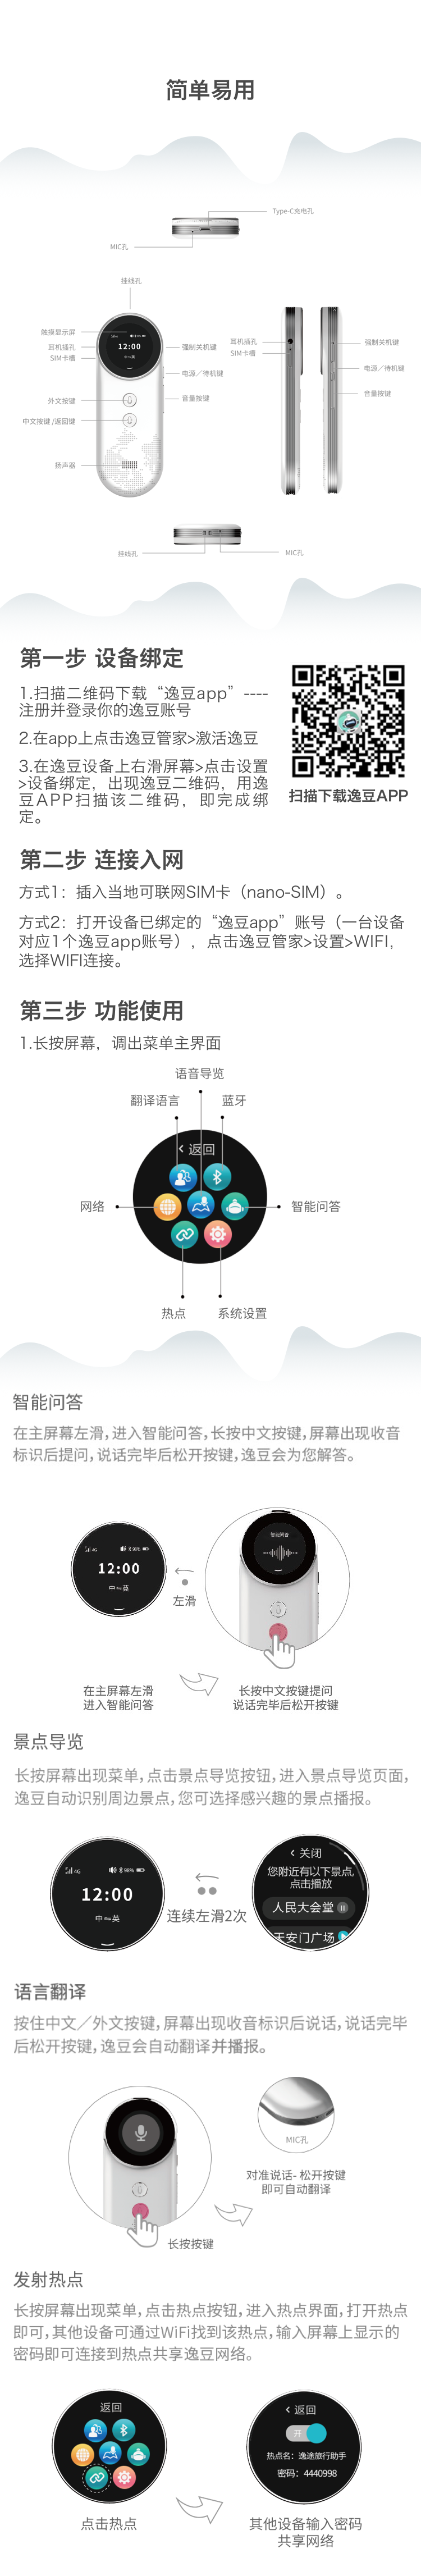 简单易用
Type-C充电孔
MIC孔
挂线孔
触摸显示屏
耳机插孔
SIM卡槽
12:00
强制关机键
电源／待机键
音量按键
外文按键
中文按键/返回键
扬声器
耳机插孔
SIM卡槽
强制关机键
电源／待机键
音量按键
挂线孔
MIC孔
第一步 设备绑定
1.扫描二维码下载“逸豆app”----
注册并登录你的逸豆账号
2.在app上点击逸豆管家>激活逸豆
3.在逸豆设备上右滑屏幕>点击设置
>设备绑定，出现逸豆二维码，用逸
豆APP扫描该二维码，即完成绑
定。
扫描下载逸豆APP
第二步 连接入网
方式1：插入当地可联网SIM卡（nano-SIM）。
方式2：打开设备已绑定的“逸豆app”账号（一台设备
对应1个逸豆app账号），点击逸豆管家>设置>WIFI，
选择WIFI连接。
第三步 功能使用
1.长按屏幕，调出菜单主界面
语音导览
翻译语言
蓝牙
< 返回
网络
智能问答
热点
系统设置
智能问答
在主屏幕左滑，进入智能问答，长按中文按键，屏幕出现收音
标识后提问，说话完毕后松开按键，逸豆会为您解答。
4G
98%
12:00
中 英
左滑
智能问答
在主屏幕左滑
进入智能问答
长按中文按键提问
说话完毕后松开按键
景点导览
长按屏幕出现菜单，点击景点导览按钮，进入景点导览页面，
逸豆自动识别周边景点，您可选择感兴趣的景点播报。
4G
98%
12:00
中 英
连续左滑2次
< 关闭
您附近有以下景点，
点击播放
人民大会堂
天安门广场
语言翻译
按住中文／外文按键，屏幕出现收音标识后说话，说话完毕
后松开按键，逸豆会自动翻译并播报。
MIC孔
对准说话- 松开按键
即可自动翻译
长按按键
发射热点
长按屏幕出现菜单，点击热点按钮，进入热点界面，打开热点
即可，其他设备可通过WiFi找到该热点，输入屏幕上显示的
密码即可连接到热点共享逸豆网络。
返回
< 返回
开
热点名：逸途旅行助手
密码：4440998
点击热点
其他设备输入密码
共享网络